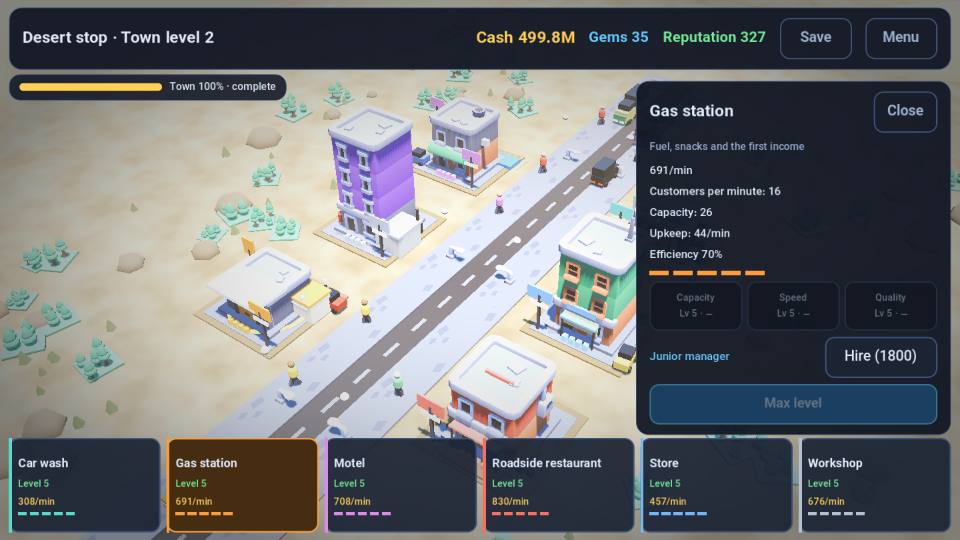 Desert stop · Town level 2
Cash 499.8M
Gems 35
Reputation 327
Save
Menu
Town 100% · complete
Gas station
Close
Fuel, snacks and the first income
691/min
Customers per minute: 16
Capacity: 26
Upkeep: 44/min
Efficiency 70%
Capacity
Lv 5 · –
Speed
Lv 5 · –
Quality
Lv 5 · –
Junior manager
Hire (1800)
Max level
Car wash
Level 5
308/min
Gas station
Level 5
691/min
Motel
Level 5
708/min
Roadside restaurant
Level 5
830/min
Store
Level 5
457/min
Workshop
Level 5
676/min